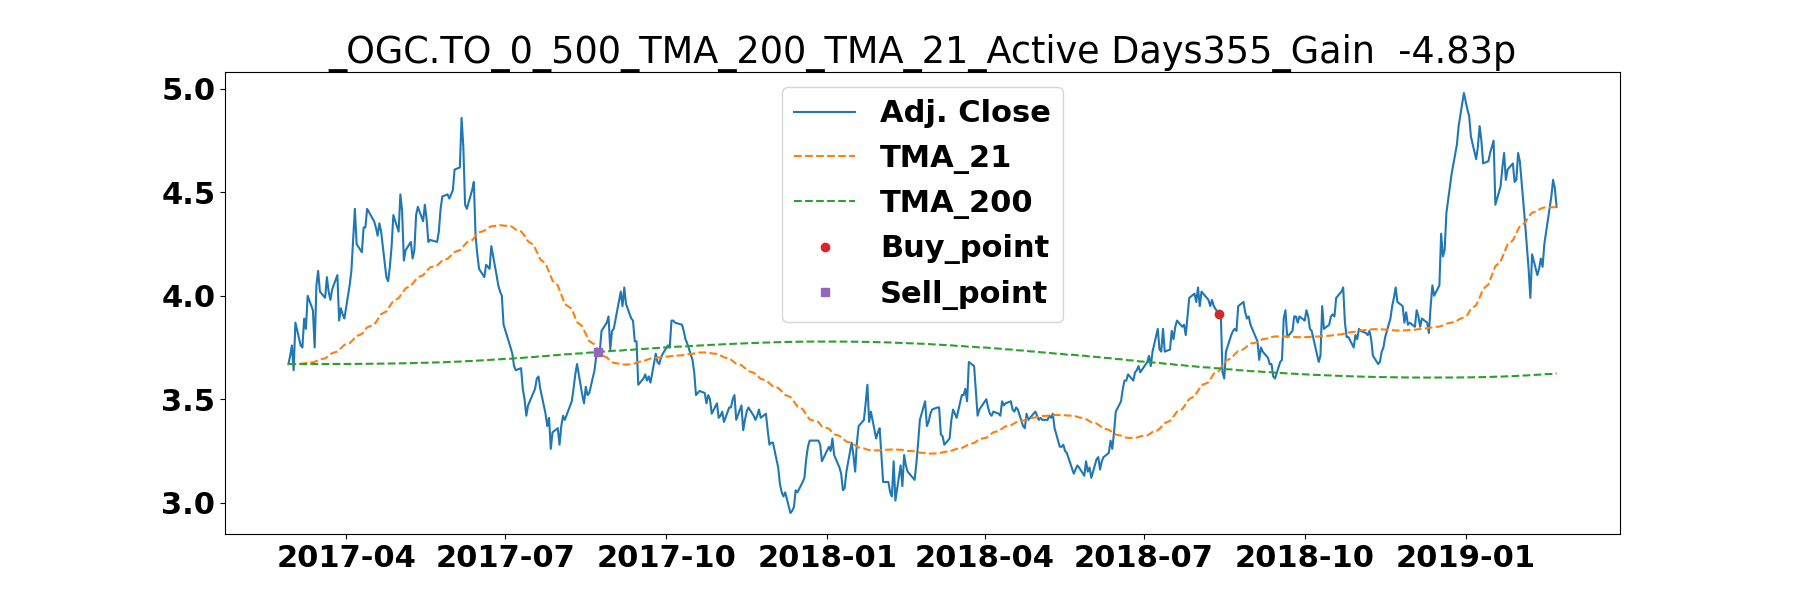 _OGC.TO_0_500_TMA_200_TMA_21_Active Days355_Gain  -4.83p
5.0
4.5
4.0
3.5
3.0
Adj. Close
TMA_21
TMA_200
Buy_point
Sell_point
2017-04 2017-07 2017-10 2018-01 2018-04 2018-07 2018-10 2019-01